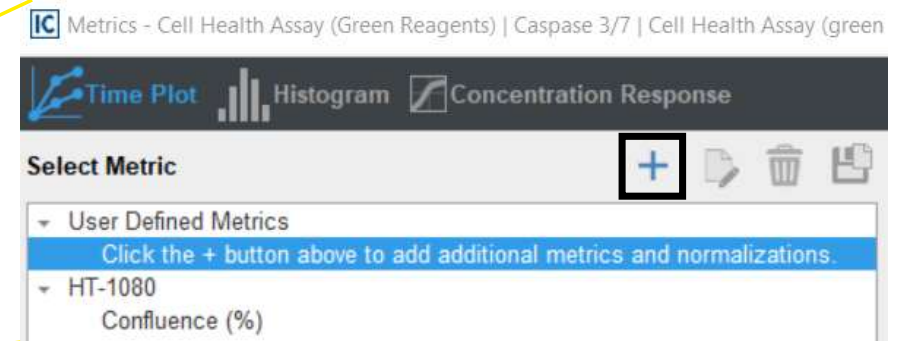 IC Metrics - Cell Health Assay (Green Reagents) | Caspase 3/7 | Cell Health Assay (green
Time Plot Histogram Concentration Response
Select Metric
User Defined Metrics
Click the + button above to add additional metrics and normalizations.
HT-1080
Confluence (%)